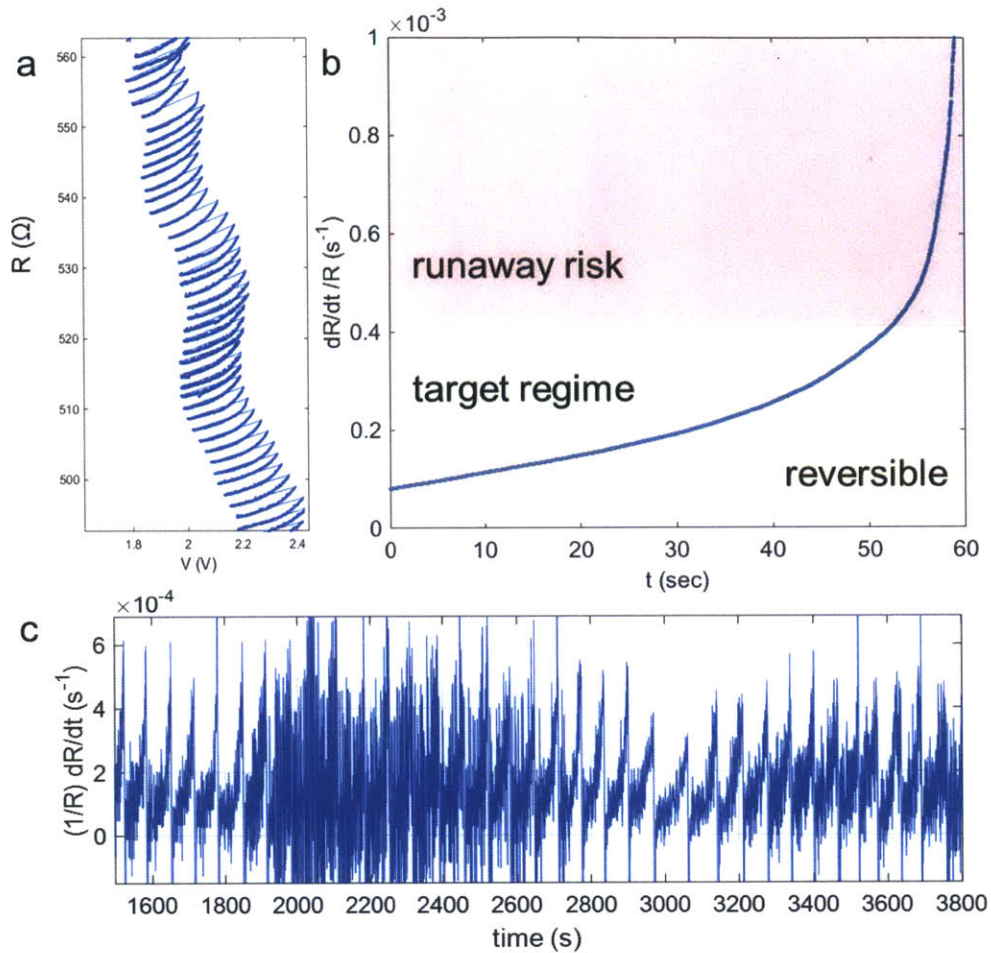 a
560
550
540
530
520
510
500
R (Ω)
1.8 2 2.2 2.4
V (V)
b
×10⁻³
1
0.8
0.6
0.4
0.2
0
dR/dt /R (s⁻¹)
runaway risk
target regime
reversible
0 10 20 30 40 50 60
t (sec)
c
×10⁻⁴
6
4
2
0
(1/R) dR/dt (s⁻¹)
1600 1800 2000 2200 2400 2600 2800 3000 3200 3400 3600 3800
time (s)